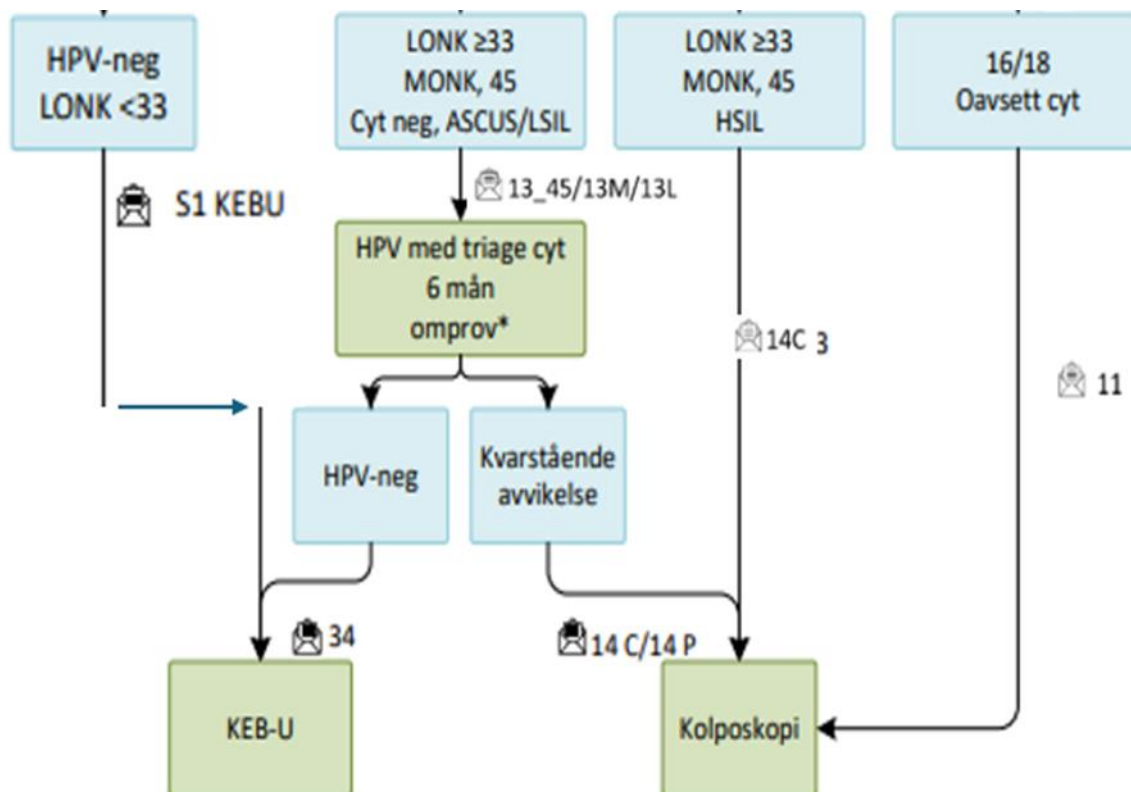 HPV-neg
LONK <33
LONK ≥33
MONK, 45
Cyt neg, ASCUS/LSIL
LONK ≥33
MONK, 45
HSIL
16/18
Oavsett cyt
S1 KEBU
13_45/13M/13L
HPV med triage cyt
6 mån
omprov*
14C 3
11
HPV-neg
Kvarstående
avvikelse
34
14 C/14 P
KEB-U
Kolposkopi